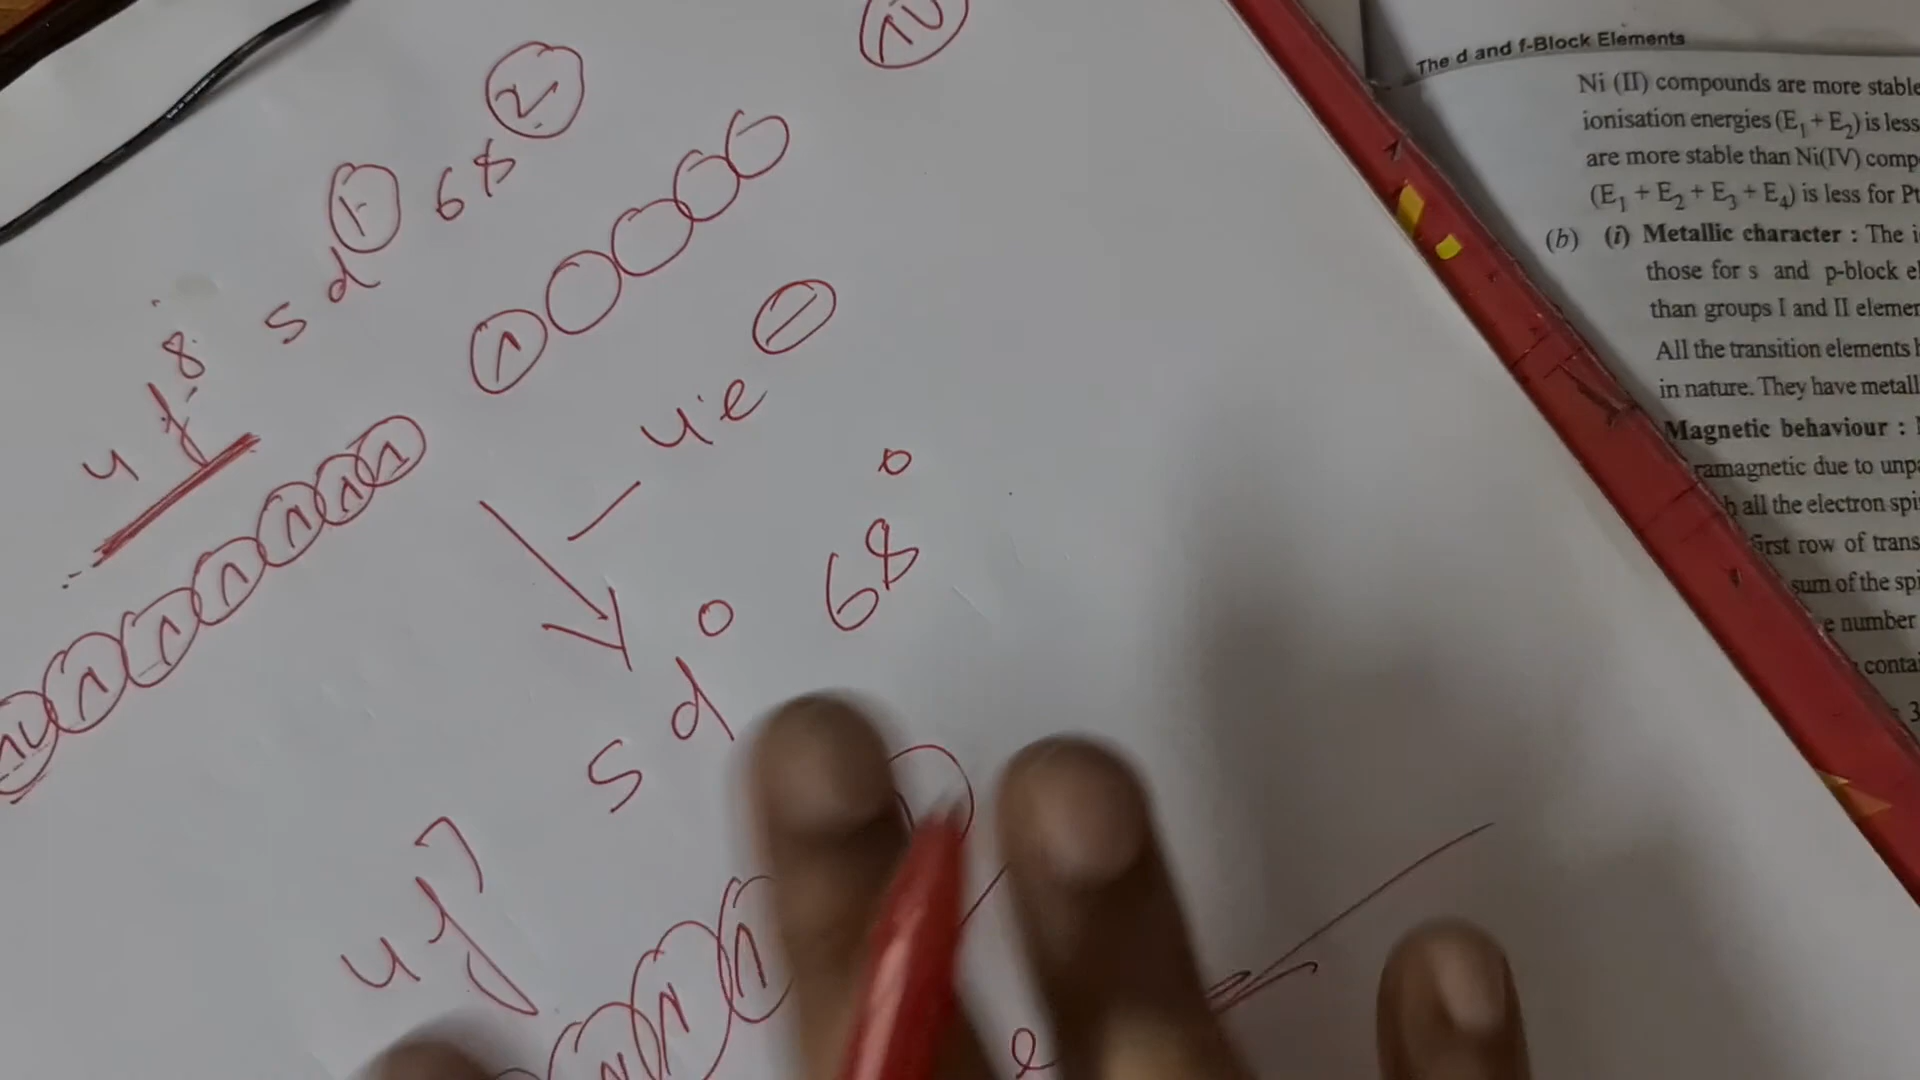 IV
4f⁸ 5d¹ 6s²
− 4e⁻
4f⁷ 5d⁰ 6s⁰
e
The d and f-Block Elements
Ni (II) compounds are more stable
ionisation energies (E₁ + E₂) is less
are more stable than Ni(IV) comp
(E₁ + E₂ + E₃ + E₄) is less for Pt
(b) (i) Metallic character : The i
those for s and p-block el
than groups I and II elemen
All the transition elements h
in nature. They have metall
Magnetic behaviour :
ramagnetic due to unpa
h all the electron spi
first row of trans
sum of the spi
e number
contai
3